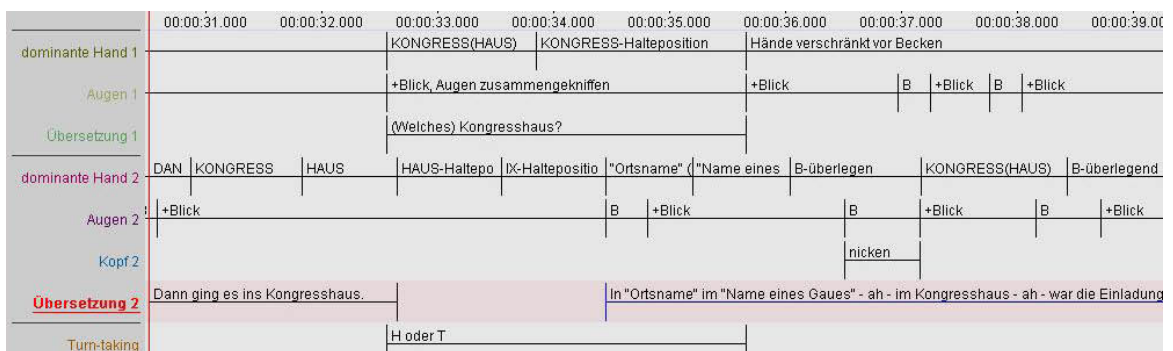 00:00:31.000 00:00:32.000 00:00:33.000 00:00:34.000 00:00:35.000 00:00:36.000 00:00:37.000 00:00:38.000 00:00:39.00
dominante Hand 1 KONGRESS(HAUS) KONGRESS-Halteposition Hände verschränkt vor Becken
Augen 1 +Blick, Augen zusammengekniffen +Blick B +Blick B +Blick
Übersetzung 1 (Welches) Kongresshaus?
dominante Hand 2 DAN KONGRESS HAUS HAUS-Haltepo IX-Haltepositio "Ortsname" ( "Name eines B-überlegen KONGRESS(HAUS) B-überlegend
Augen 2 +Blick B +Blick B +Blick B +Blick
Kopf 2 nicken
Übersetzung 2 Dann ging es ins Kongresshaus. In "Ortsname" im "Name eines Gaues" - ah - im Kongresshaus - ah - war die Einladung
Turn-taking H oder T